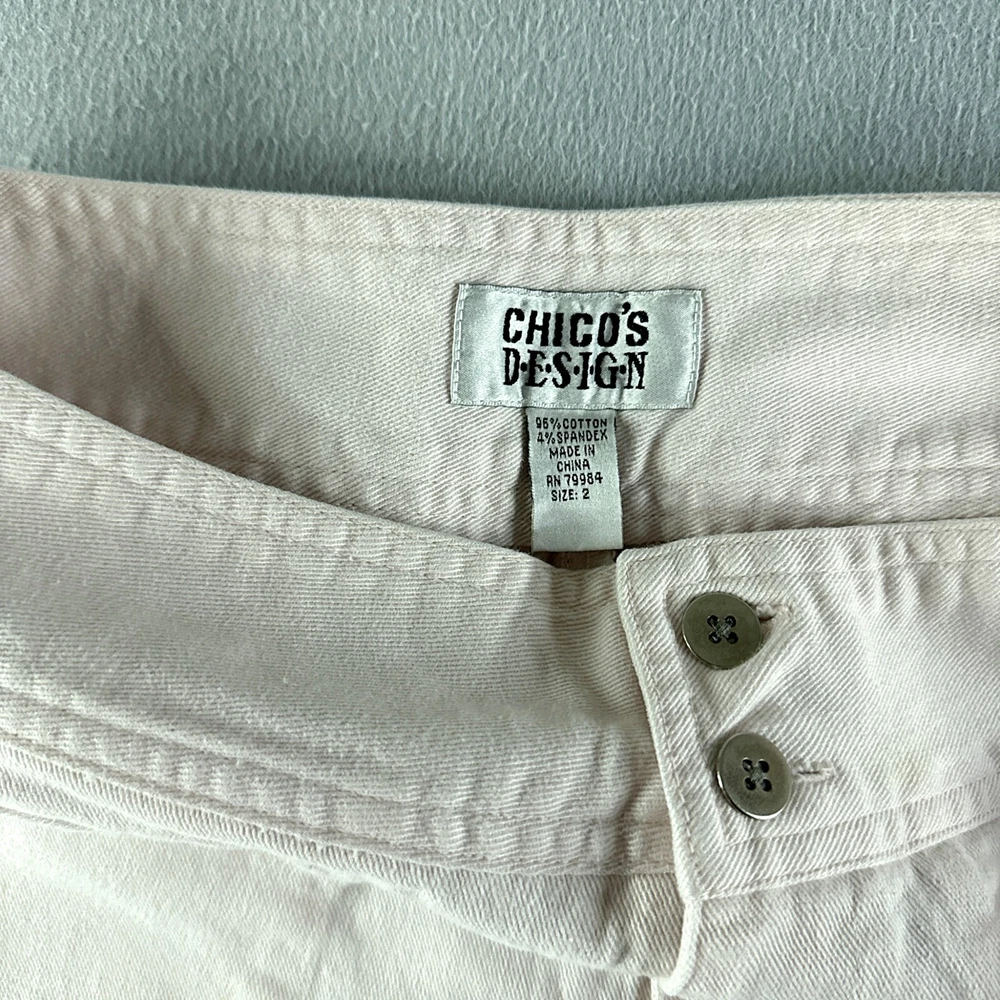 CHICO'S
D·E·S·I·G·N
96%COTTON
4%SPANDEX
MADE IN
CHINA
RN 79984
SIZE: 2